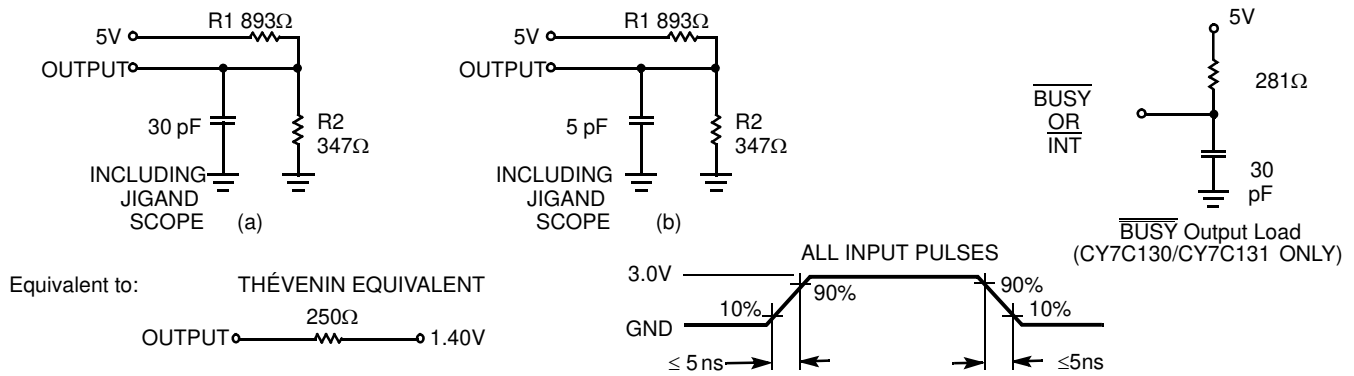 R1 893Ω
5V
OUTPUT
30 pF
R2
347Ω
INCLUDING
JIGAND
SCOPE
(a)
R1 893Ω
5V
OUTPUT
5 pF
R2
347Ω
INCLUDING
JIGAND
SCOPE
(b)
5V
281Ω
BUSY
OR
INT
30
pF
BUSY Output Load
(CY7C130/CY7C131 ONLY)
Equivalent to:
THÉVENIN EQUIVALENT
250Ω
OUTPUT
1.40V
ALL INPUT PULSES
3.0V
GND
10%
90%
90%
10%
≤ 5 ns
≤5ns